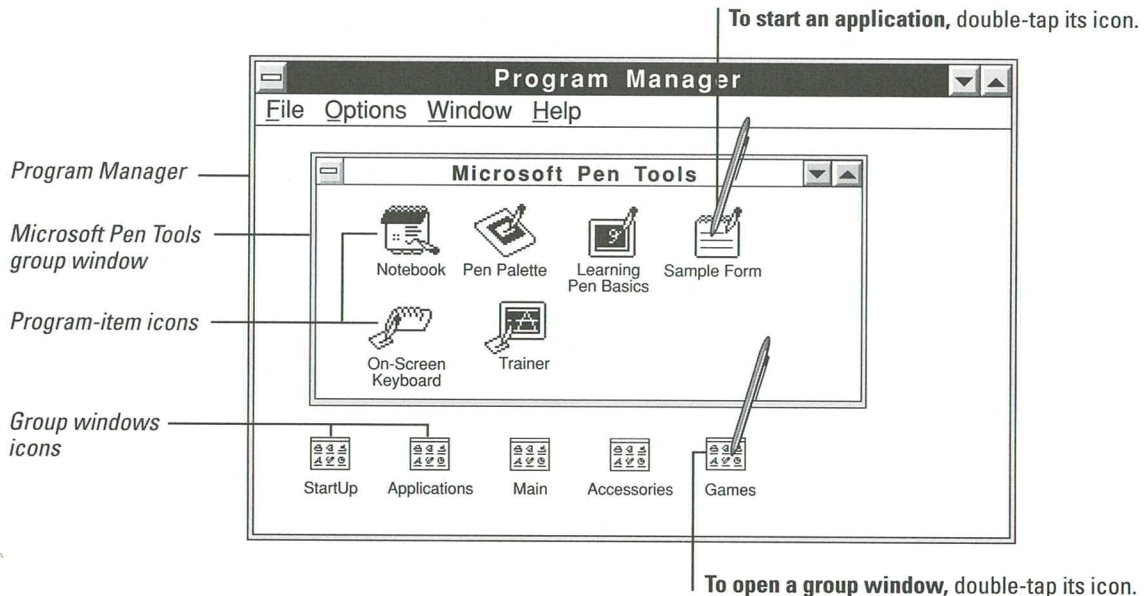 To start an application, double-tap its icon.
Program Manager
File Options Window Help
Program Manager
Microsoft Pen Tools
Microsoft Pen Tools
group window
Notebook
Pen Palette
Learning
Pen Basics
Sample Form
Program-item icons
On-Screen
Keyboard
Trainer
Group windows
icons
StartUp
Applications
Main
Accessories
Games
To open a group window, double-tap its icon.